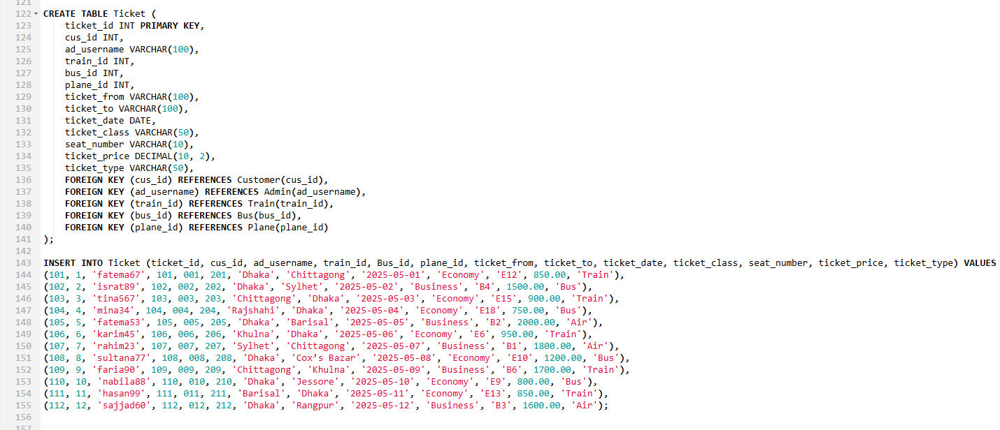 121
122 CREATE TABLE Ticket (
123 ticket_id INT PRIMARY KEY,
124 cus_id INT,
125 ad_username VARCHAR(100),
126 train_id INT,
127 bus_id INT,
128 plane_id INT,
129 ticket_from VARCHAR(100),
130 ticket_to VARCHAR(100),
131 ticket_date DATE,
132 ticket_class VARCHAR(50),
133 seat_number VARCHAR(10),
134 ticket_price DECIMAL(10, 2),
135 ticket_type VARCHAR(50),
136 FOREIGN KEY (cus_id) REFERENCES Customer(cus_id),
137 FOREIGN KEY (ad_username) REFERENCES Admin(ad_username),
138 FOREIGN KEY (train_id) REFERENCES Train(train_id),
139 FOREIGN KEY (bus_id) REFERENCES Bus(bus_id),
140 FOREIGN KEY (plane_id) REFERENCES Plane(plane_id)
141 );
142
143 INSERT INTO Ticket (ticket_id, cus_id, ad_username, train_id, Bus_id, plane_id, ticket_from, ticket_to, ticket_date, ticket_class, seat_number, ticket_price, ticket_type) VALUES
144 (101, 1, 'fatema67', 101, 001, 201, 'Dhaka', 'Chittagong', '2025-05-01', 'Economy', 'E12', 850.00, 'Train'),
145 (102, 2, 'israt89', 102, 002, 202, 'Dhaka', 'Sylhet', '2025-05-02', 'Business', 'B4', 1500.00, 'Bus'),
146 (103, 3, 'tina567', 103, 003, 203, 'Chittagong', 'Dhaka', '2025-05-03', 'Economy', 'E15', 900.00, 'Train'),
147 (104, 4, 'mina34', 104, 004, 204, 'Rajshahi', 'Dhaka', '2025-05-04', 'Economy', 'E18', 750.00, 'Bus'),
148 (105, 5, 'fatema53', 105, 005, 205, 'Dhaka', 'Barisal', '2025-05-05', 'Business', 'B2', 2000.00, 'Air'),
149 (106, 6, 'karim45', 106, 006, 206, 'Khulna', 'Dhaka', '2025-05-06', 'Economy', 'E6', 950.00, 'Train'),
150 (107, 7, 'rahim23', 107, 007, 207, 'Sylhet', 'Chittagong', '2025-05-07', 'Business', 'B1', 1800.00, 'Air'),
151 (108, 8, 'sultana77', 108, 008, 208, 'Dhaka', 'Cox’s Bazar', '2025-05-08', 'Economy', 'E10', 1200.00, 'Bus'),
152 (109, 9, 'faria90', 109, 009, 209, 'Chittagong', 'Khulna', '2025-05-09', 'Business', 'B6', 1700.00, 'Train'),
153 (110, 10, 'nabila88', 110, 010, 210, 'Dhaka', 'Jessore', '2025-05-10', 'Economy', 'E9', 800.00, 'Bus'),
154 (111, 11, 'hasan99', 111, 011, 211, 'Barisal', 'Dhaka', '2025-05-11', 'Economy', 'E13', 850.00, 'Train'),
155 (112, 12, 'sajjad60', 112, 012, 212, 'Dhaka', 'Rangpur', '2025-05-12', 'Business', 'B3', 1600.00, 'Air');
156
157